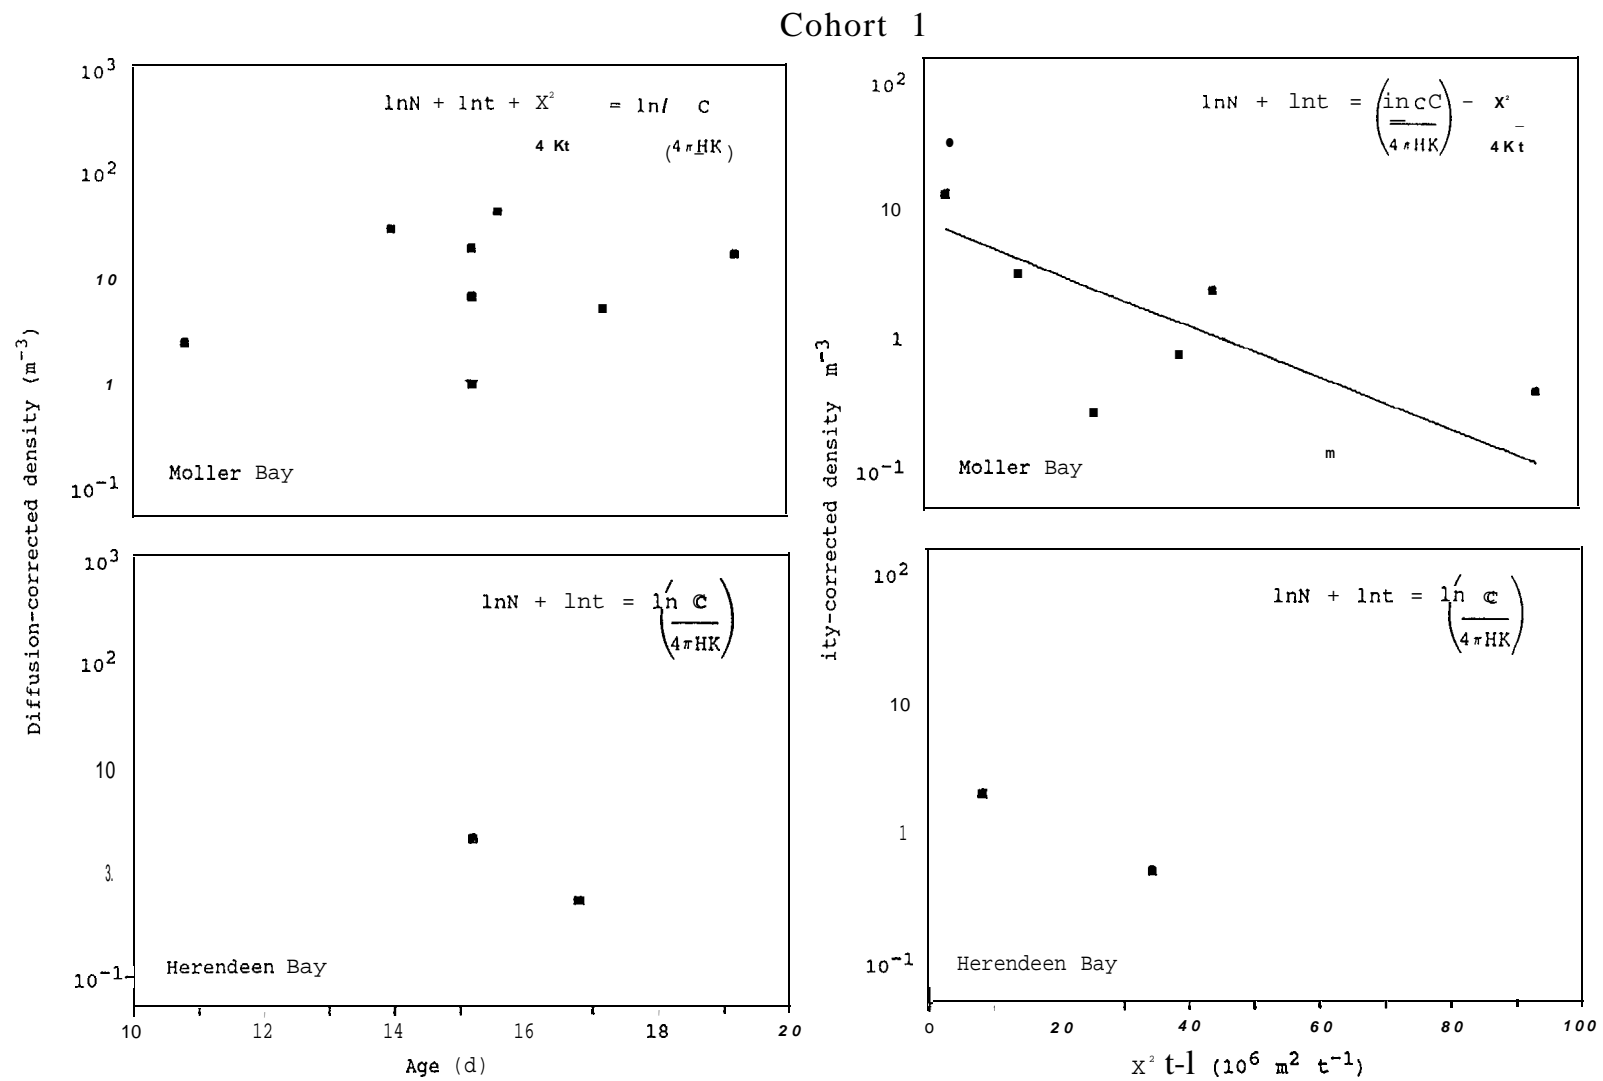 Cohort 1
Diffusion-corrected density (m⁻³)
10³
10²
10
1
10⁻¹
lnN + lnt + X² = ln/ C
4 Kt (4πHK)
Moller Bay
10³
10²
10
3.
10⁻¹
lnN + lnt = ln C
(4πHK)
Herendeen Bay
10 12 14 16 18 20
Age (d)
ity-corrected density m⁻³
10²
10
1
10⁻¹
lnN + lnt = (in cC) - X²
4πHK 4Kt
m
Moller Bay
10²
10
1
10⁻¹
lnN + lnt = ln C
(4πHK)
Herendeen Bay
0 20 40 60 80 100
X² t-l (10⁶ m² t⁻¹)